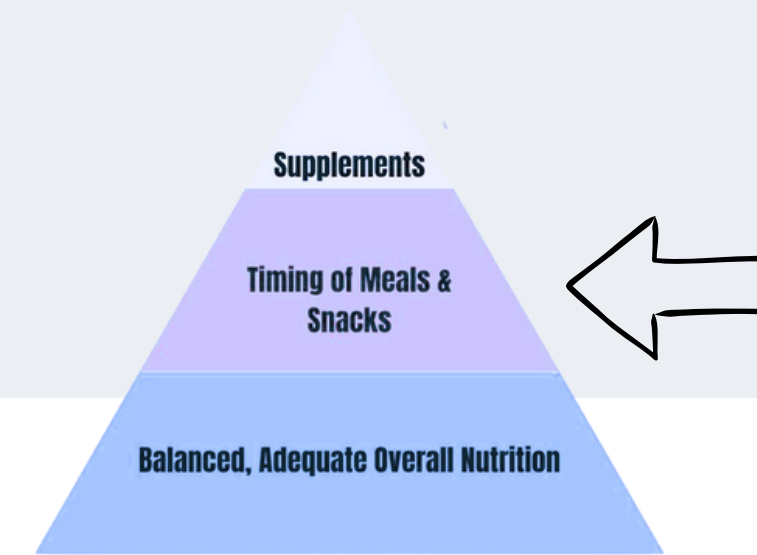 Supplements
Timing of Meals &
Snacks
Balanced, Adequate Overall Nutrition